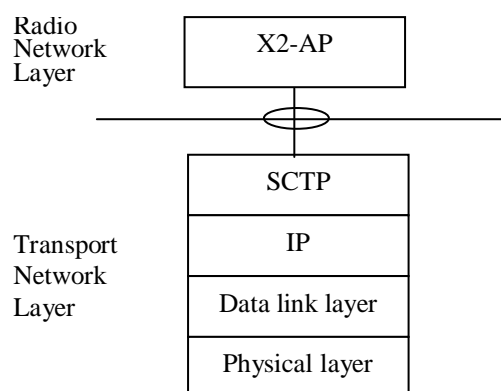 Radio
Network
Layer
X2-AP
SCTP
IP
Transport
Network
Layer
Data link layer
Physical layer